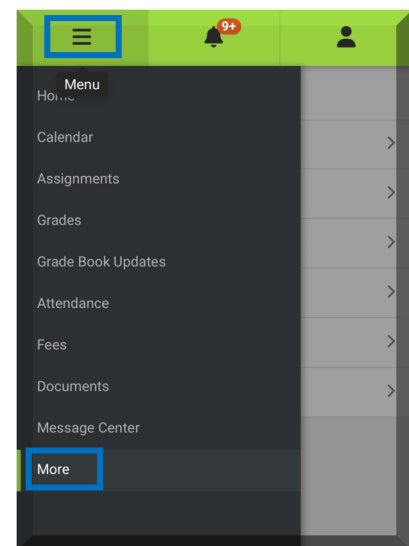 9+
Menu
Home
Calendar
Assignments
Grades
Grade Book Updates
Attendance
Fees
Documents
Message Center
More